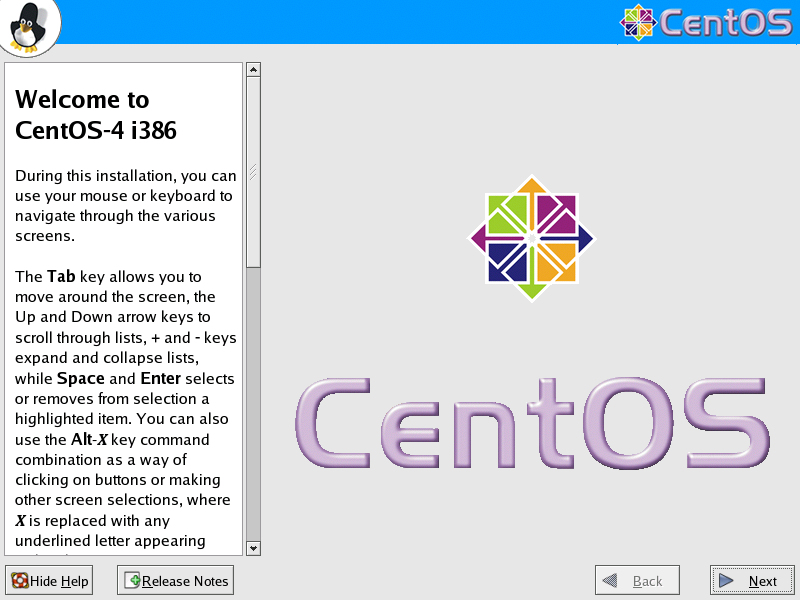 CentOS
Welcome to
CentOS-4 i386
During this installation, you can
use your mouse or keyboard to
navigate through the various
screens.
The Tab key allows you to
move around the screen, the
Up and Down arrow keys to
scroll through lists, + and - keys
expand and collapse lists,
while Space and Enter selects
or removes from selection a
highlighted item. You can also
use the Alt-X key command
combination as a way of
clicking on buttons or making
other screen selections, where
X is replaced with any
underlined letter appearing
CentOS
Hide Help
Release Notes
Back
Next